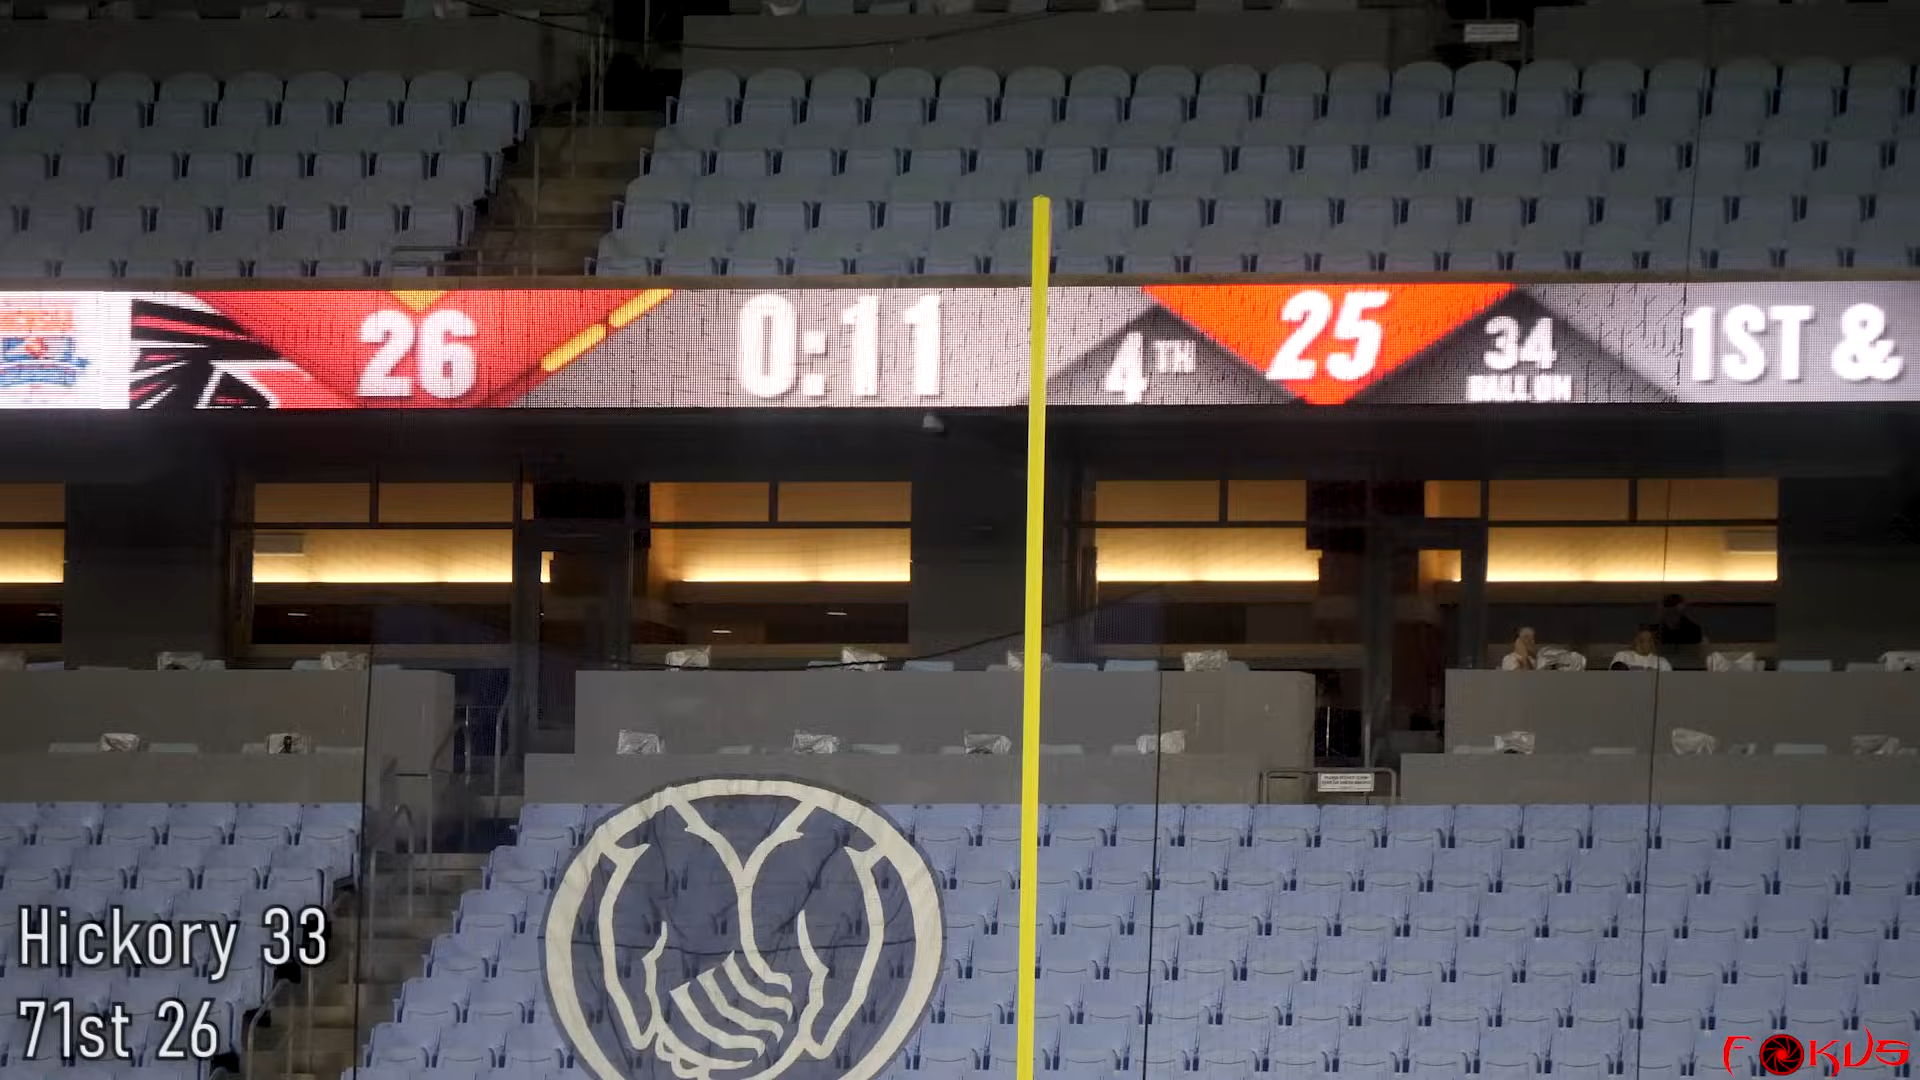 26
0:11
4TH
25
34
BALL ON
1ST &
Hickory 33
71st 26
FOKUS